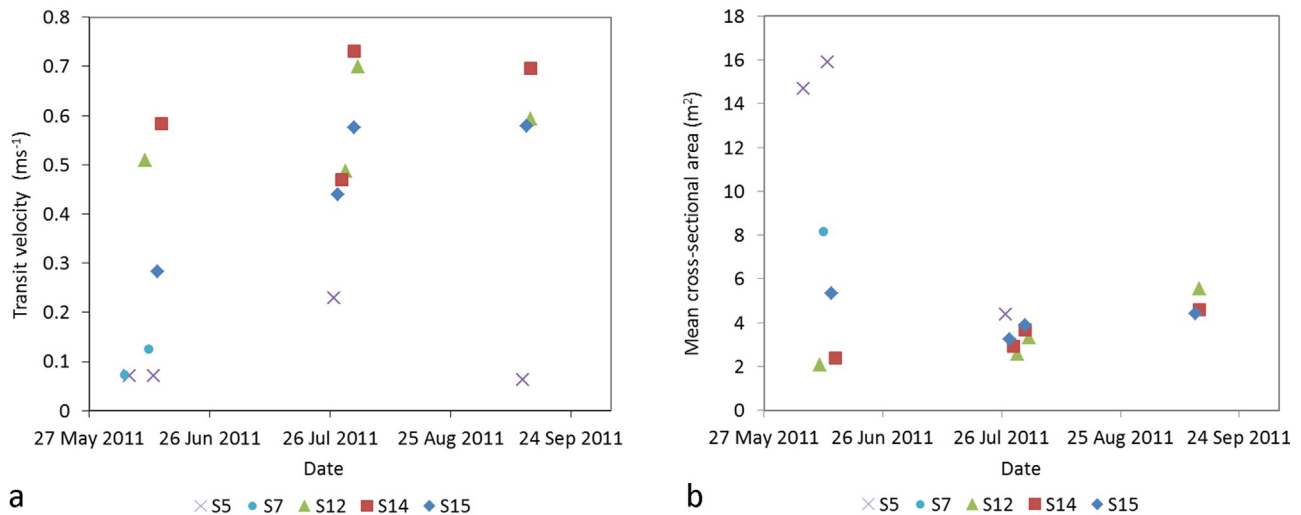 0.8
0.7
0.6
0.5
0.4
0.3
0.2
0.1
0
Transit velocity (ms⁻¹)
27 May 2011 26 Jun 2011 26 Jul 2011 25 Aug 2011 24 Sep 2011
Date
a
S5 S7 S12 S14 S15
18
16
14
12
10
8
6
4
2
0
Mean cross-sectional area (m²)
27 May 2011 26 Jun 2011 26 Jul 2011 25 Aug 2011 24 Sep 2011
Date
b
S5 S7 S12 S14 S15